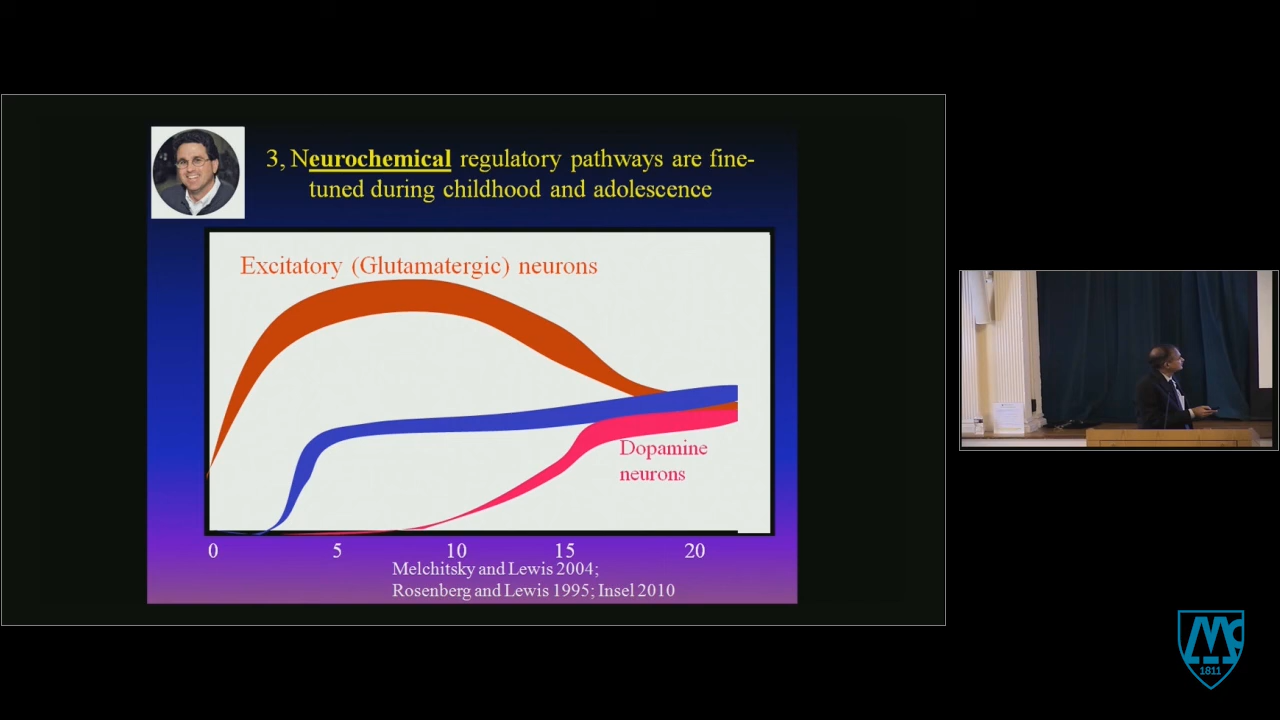 3, Neurochemical regulatory pathways are fine-
tuned during childhood and adolescence
Excitatory (Glutamatergic) neurons
Dopamine
neurons
0 5 10 15 20
Melchitsky and Lewis 2004;
Rosenberg and Lewis 1995; Insel 2010
1811